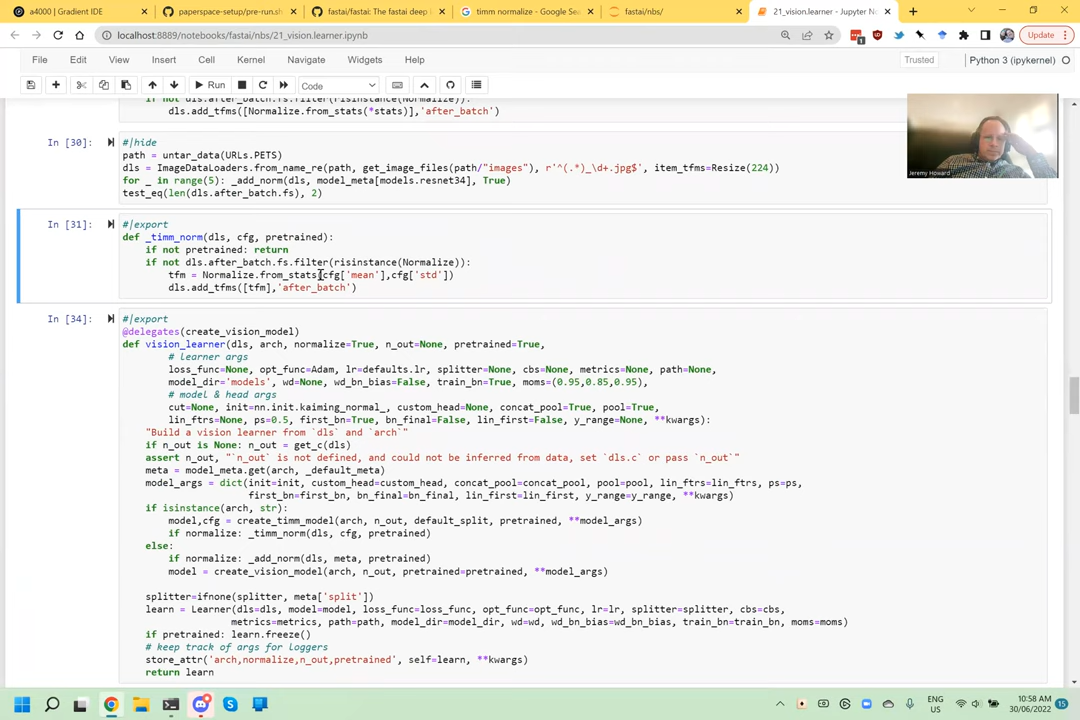 a4000 | Gradient IDE
paperspace-setup/pre-run.sh
fastai/fastai: The fastai deep l
timm normalize - Google Sea
fastai/nbs/
21_vision.learner - Jupyter No
localhost:8889/notebooks/fastai/nbs/21_vision.learner.ipynb
Update
File Edit View Insert Cell Kernel Navigate Widgets Help
Trusted
Python 3 (ipykernel)
Run
Code
if not dls.after_batch.fs.filter(risinstance(Normalize)):
dls.add_tfms([Normalize.from_stats(*stats)],'after_batch')
In [30]:
#|hide
path = untar_data(URLs.PETS)
dls = ImageDataLoaders.from_name_re(path, get_image_files(path/"images"), r'^(.*)_\d+.jpg$', item_tfms=Resize(224))
for _ in range(5): _add_norm(dls, model_meta[models.resnet34], True)
test_eq(len(dls.after_batch.fs), 2)
Jeremy Howard
In [31]:
#|export
def _timm_norm(dls, cfg, pretrained):
if not pretrained: return
if not dls.after_batch.fs.filter(risinstance(Normalize)):
tfm = Normalize.from_stats(cfg['mean'],cfg['std'])
dls.add_tfms([tfm],'after_batch')
In [34]:
#|export
@delegates(create_vision_model)
def vision_learner(dls, arch, normalize=True, n_out=None, pretrained=True,
# learner args
loss_func=None, opt_func=Adam, lr=defaults.lr, splitter=None, cbs=None, metrics=None, path=None,
model_dir='models', wd=None, wd_bn_bias=False, train_bn=True, moms=(0.95,0.85,0.95),
# model & head args
cut=None, init=nn.init.kaiming_normal_, custom_head=None, concat_pool=True, pool=True,
lin_ftrs=None, ps=0.5, first_bn=True, bn_final=False, lin_first=False, y_range=None, **kwargs):
"Build a vision learner from `dls` and `arch`"
if n_out is None: n_out = get_c(dls)
assert n_out, "`n_out` is not defined, and could not be inferred from data, set `dls.c` or pass `n_out`"
meta = model_meta.get(arch, _default_meta)
model_args = dict(init=init, custom_head=custom_head, concat_pool=concat_pool, pool=pool, lin_ftrs=lin_ftrs, ps=ps,
first_bn=first_bn, bn_final=bn_final, lin_first=lin_first, y_range=y_range, **kwargs)
if isinstance(arch, str):
model,cfg = create_timm_model(arch, n_out, default_split, pretrained, **model_args)
if normalize: _timm_norm(dls, cfg, pretrained)
else:
if normalize: _add_norm(dls, meta, pretrained)
model = create_vision_model(arch, n_out, pretrained=pretrained, **model_args)
splitter=ifnone(splitter, meta['split'])
learn = Learner(dls=dls, model=model, loss_func=loss_func, opt_func=opt_func, lr=lr, splitter=splitter, cbs=cbs,
metrics=metrics, path=path, model_dir=model_dir, wd=wd, wd_bn_bias=wd_bn_bias, train_bn=train_bn, moms=moms)
if pretrained: learn.freeze()
# keep track of args for loggers
store_attr('arch,normalize,n_out,pretrained', self=learn, **kwargs)
return learn
ENG
US
10:58 AM
30/06/2022
15